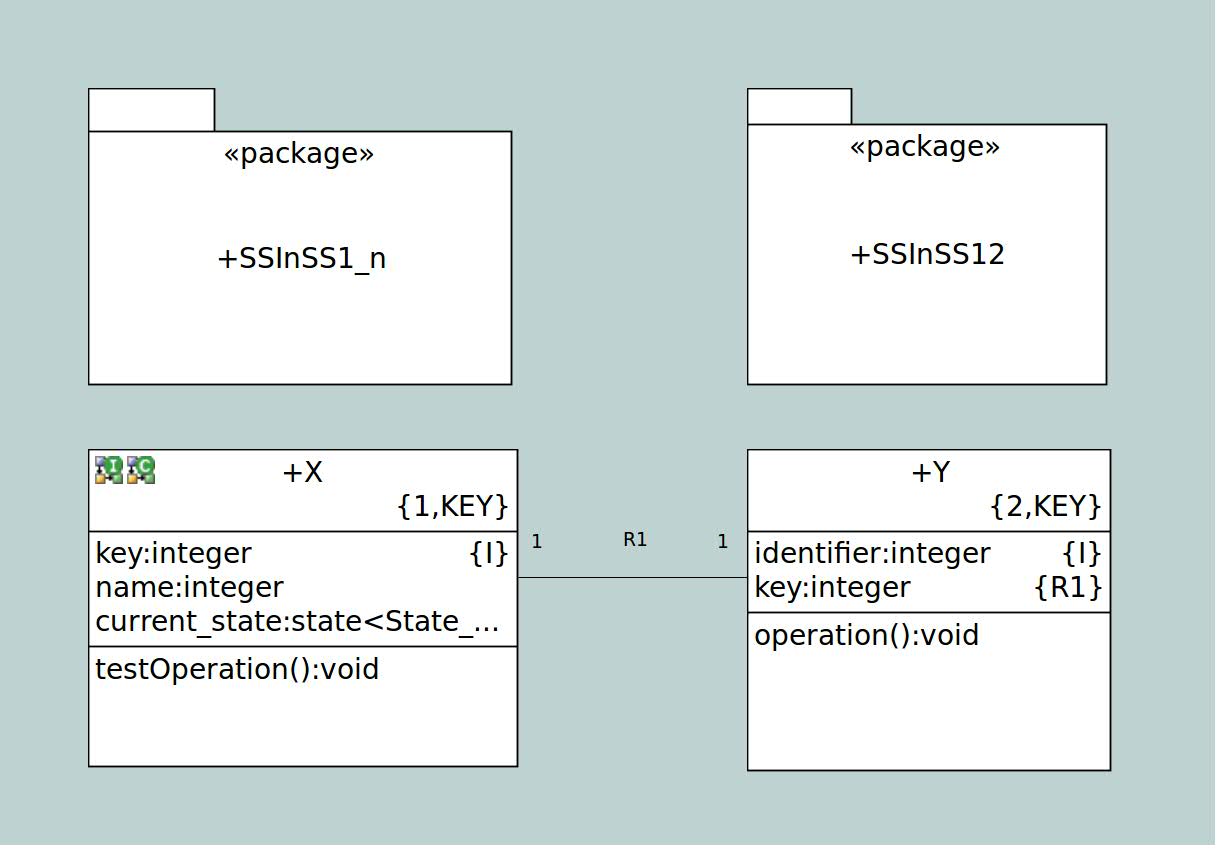 «package»
+SSInSS1_n
«package»
+SSInSS12
+X
{1,KEY}
key:integer {I}
name:integer
current_state:state<State_...
testOperation():void
1 R1 1
+Y
{2,KEY}
identifier:integer {I}
key:integer {R1}
operation():void